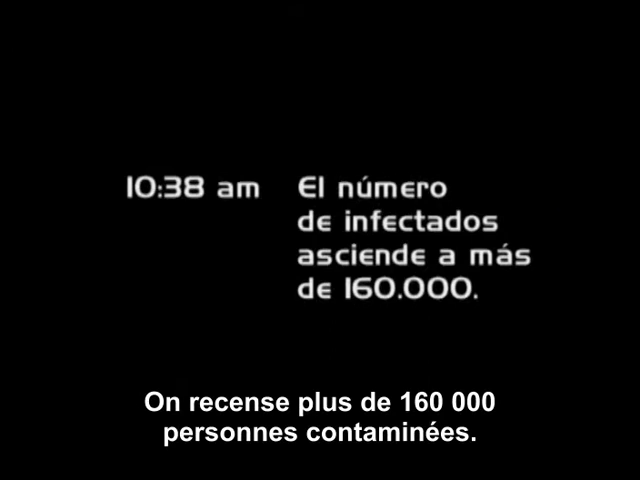 10:38 am El número
de infectados
asciende a más
de 160.000.
On recense plus de 160 000
personnes contaminées.